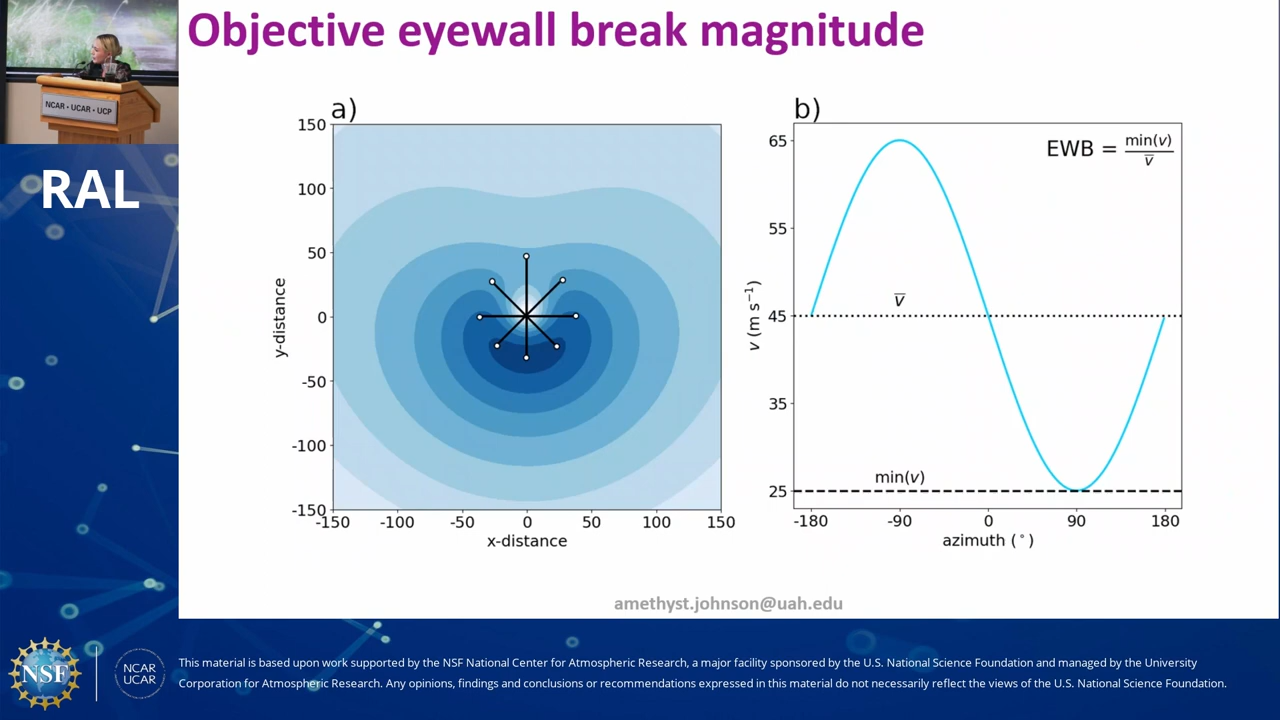 Objective eyewall break magnitude
NCAR • UCAR • UCP
RAL
a)
150
100
50
0
-50
-100
-150
y-distance
-150 -100 -50 0 50 100 150
x-distance
b)
EWB = min(v) / v̅
65
55
45
35
25
v (m s⁻¹)
v̅
min(v)
-180 -90 0 90 180
azimuth (°)
amethyst.johnson@uah.edu
NSF
NCAR
UCAR
This material is based upon work supported by the NSF National Center for Atmospheric Research, a major facility sponsored by the U.S. National Science Foundation and managed by the University
Corporation for Atmospheric Research. Any opinions, findings and conclusions or recommendations expressed in this material do not necessarily reflect the views of the U.S. National Science Foundation.